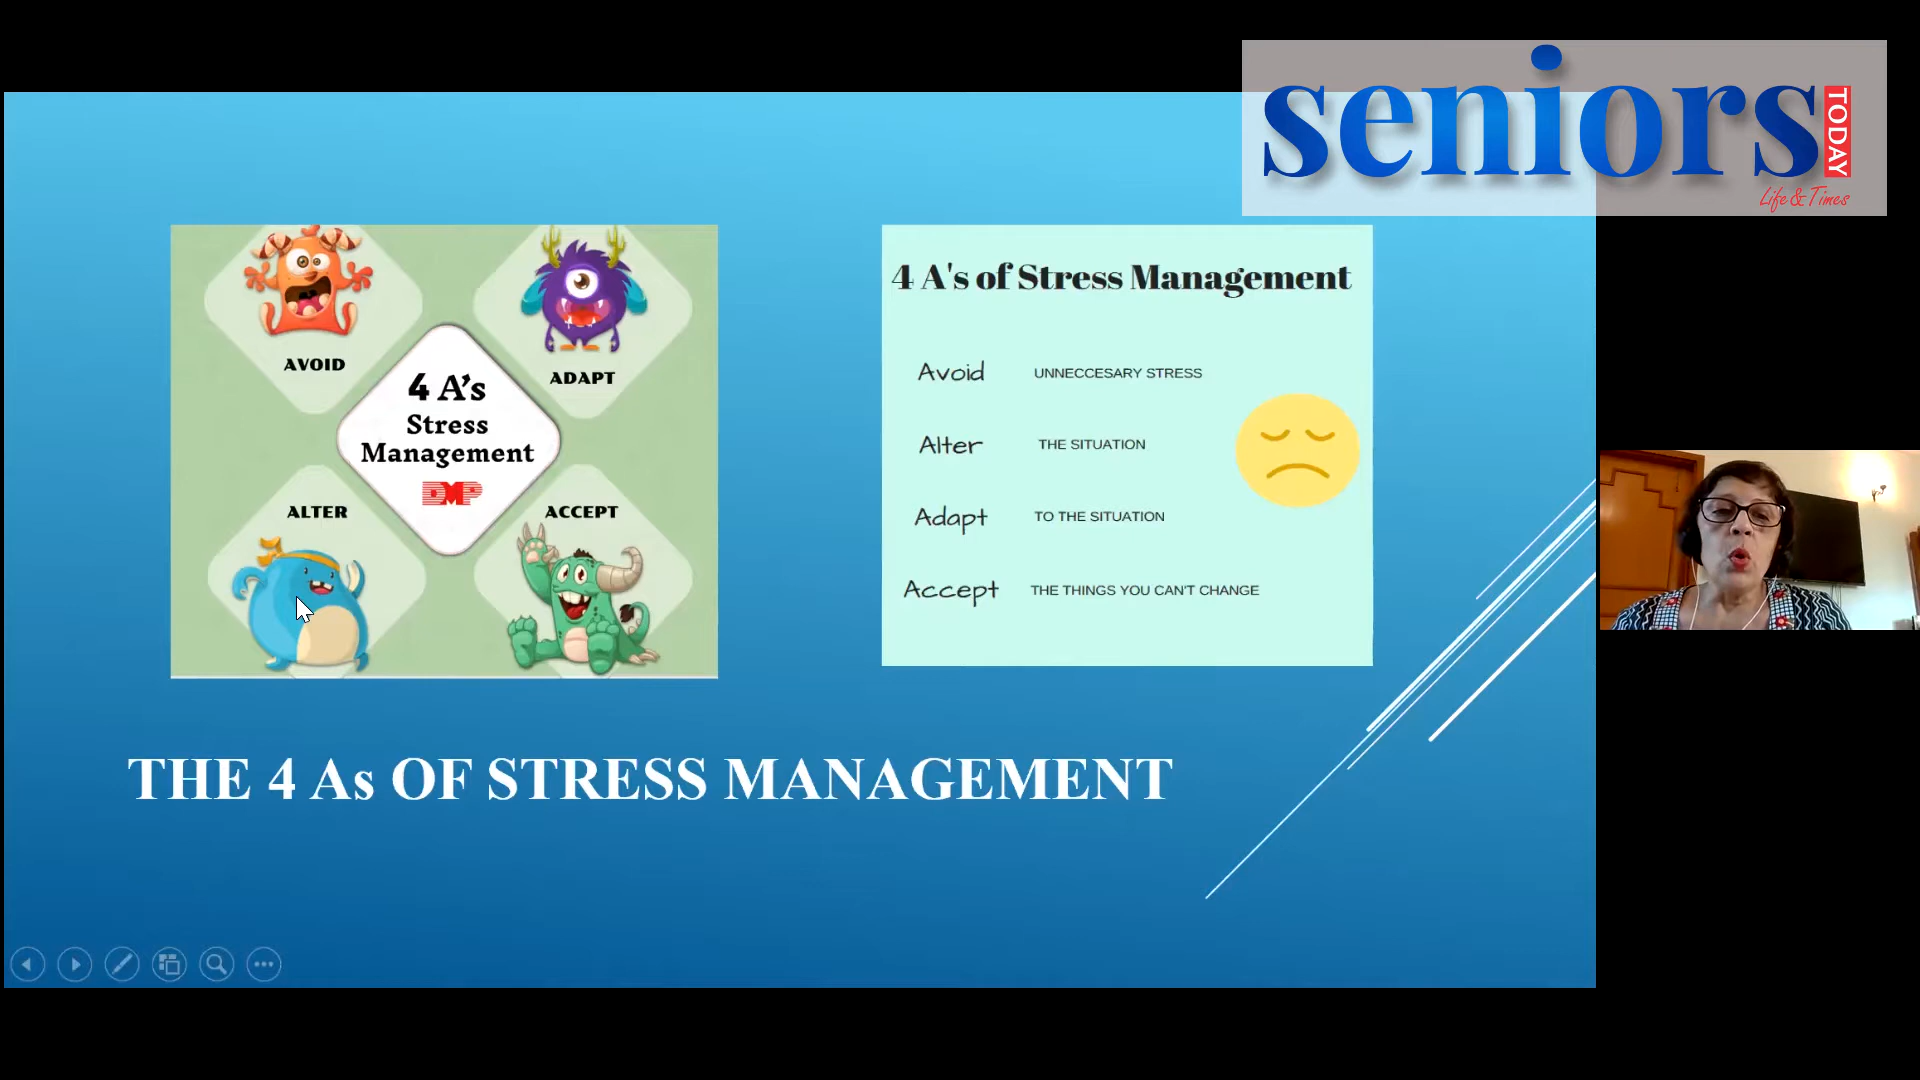 seniors
TODAY
Life & Times
AVOID
ADAPT
4 A's
Stress
Management
DMP
ALTER
ACCEPT
4 A's of Stress Management
Avoid UNNECCESARY STRESS
Alter THE SITUATION
Adapt TO THE SITUATION
Accept THE THINGS YOU CAN'T CHANGE
THE 4 As OF STRESS MANAGEMENT